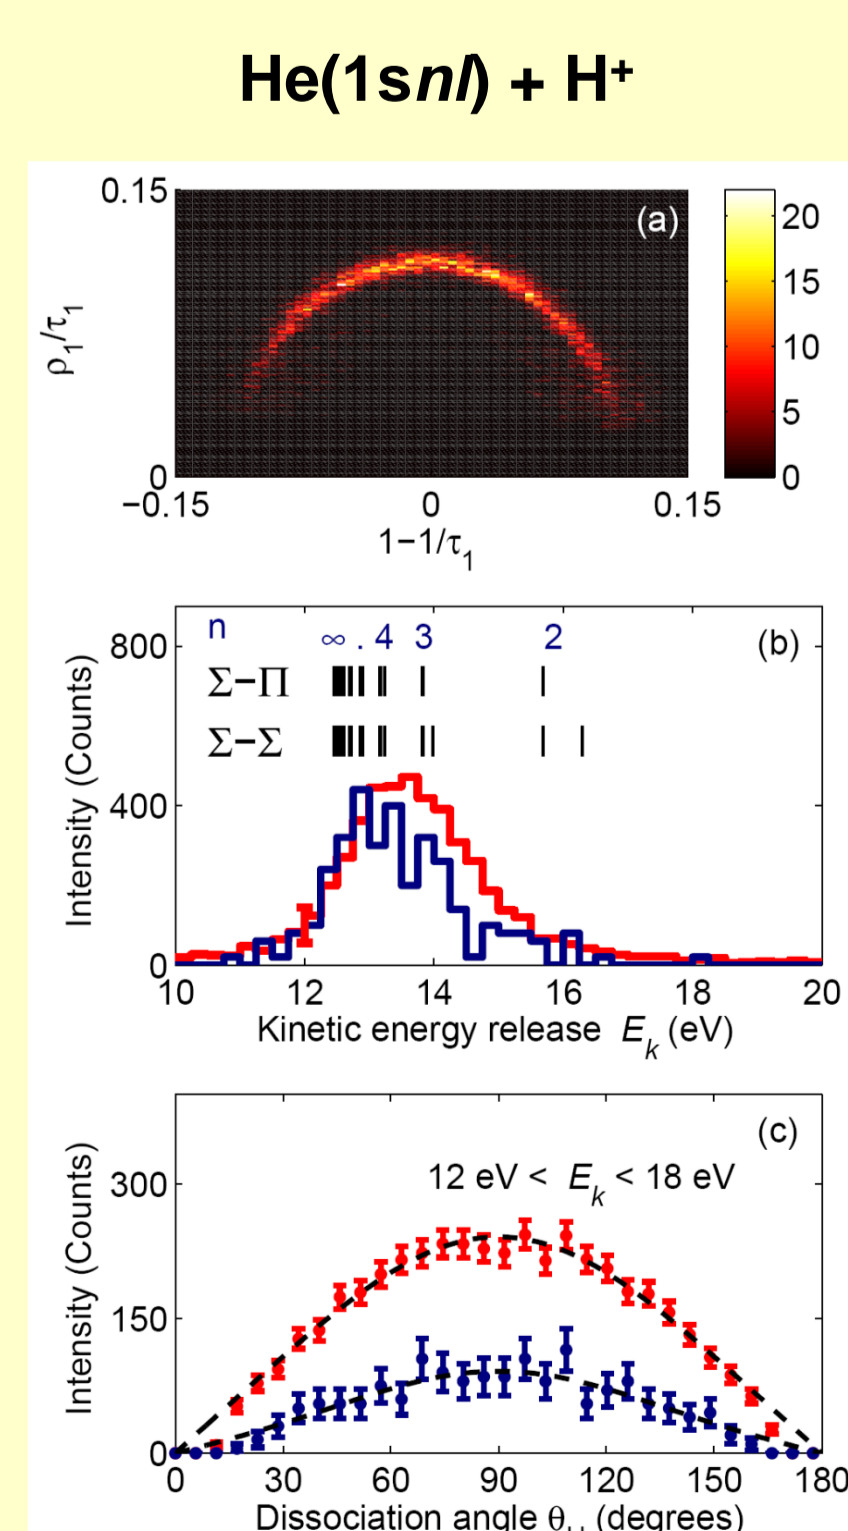 He(1snl) + H⁺
0.15
(a)
20
15
10
5
0
ρ₁/τ₁
0
−0.15
0
0.15
1−1/τ₁
n
∞ . 4 3 2
(b)
Σ−Π
Σ−Σ
800
400
0
Intensity (Counts)
10 12 14 16 18 20
Kinetic energy release E_k (eV)
(c)
12 eV < E_k < 18 eV
300
150
0
Intensity (Counts)
0 30 60 90 120 150 180
Dissociation angle θ (degrees)